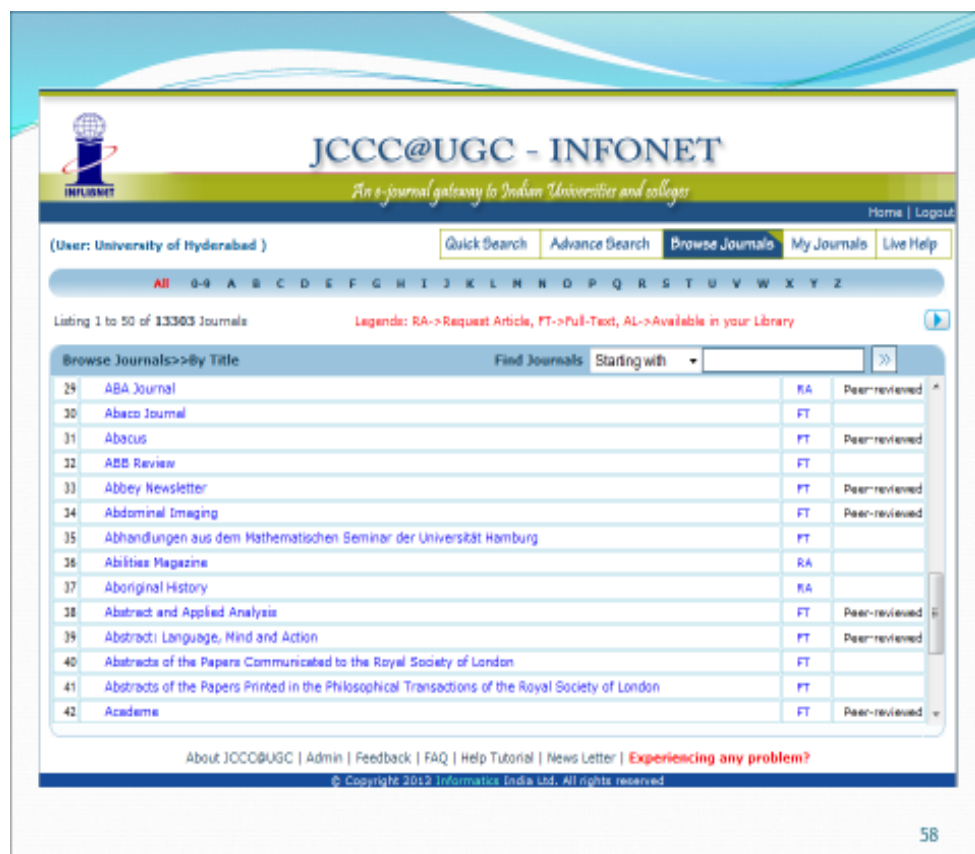 INFLIBNET
JCCC@UGC - INFONET
An e-journal gateway to Indian Universities and colleges
Home | Logout
(User: University of Hyderabad )
Quick Search Advance Search Browse Journals My Journals Live Help
All 0-9 A B C D E F G H I J K L M N O P Q R S T U V W X Y Z
Listing 1 to 50 of 13303 Journals Legends: RA->Request Article, FT->Full-Text, AL->Available in your Library
Browse Journals>>By Title Find Journals Starting with
29 ABA Journal RA Peer-reviewed
30 Abaco Journal FT
31 Abacus FT Peer-reviewed
32 ABB Review FT
33 Abbey Newsletter FT Peer-reviewed
34 Abdominal Imaging FT Peer-reviewed
35 Abhandlungen aus dem Mathematischen Seminar der Universität Hamburg FT
36 Abilities Magazine RA
37 Aboriginal History RA
38 Abstract and Applied Analysis FT Peer-reviewed
39 Abstract: Language, Mind and Action FT Peer-reviewed
40 Abstracts of the Papers Communicated to the Royal Society of London FT
41 Abstracts of the Papers Printed in the Philosophical Transactions of the Royal Society of London FT
42 Academe FT Peer-reviewed
About JCCC@UGC | Admin | Feedback | FAQ | Help Tutorial | News Letter | Experiencing any problem?
© Copyright 2012 Informatics India Ltd. All rights reserved
58